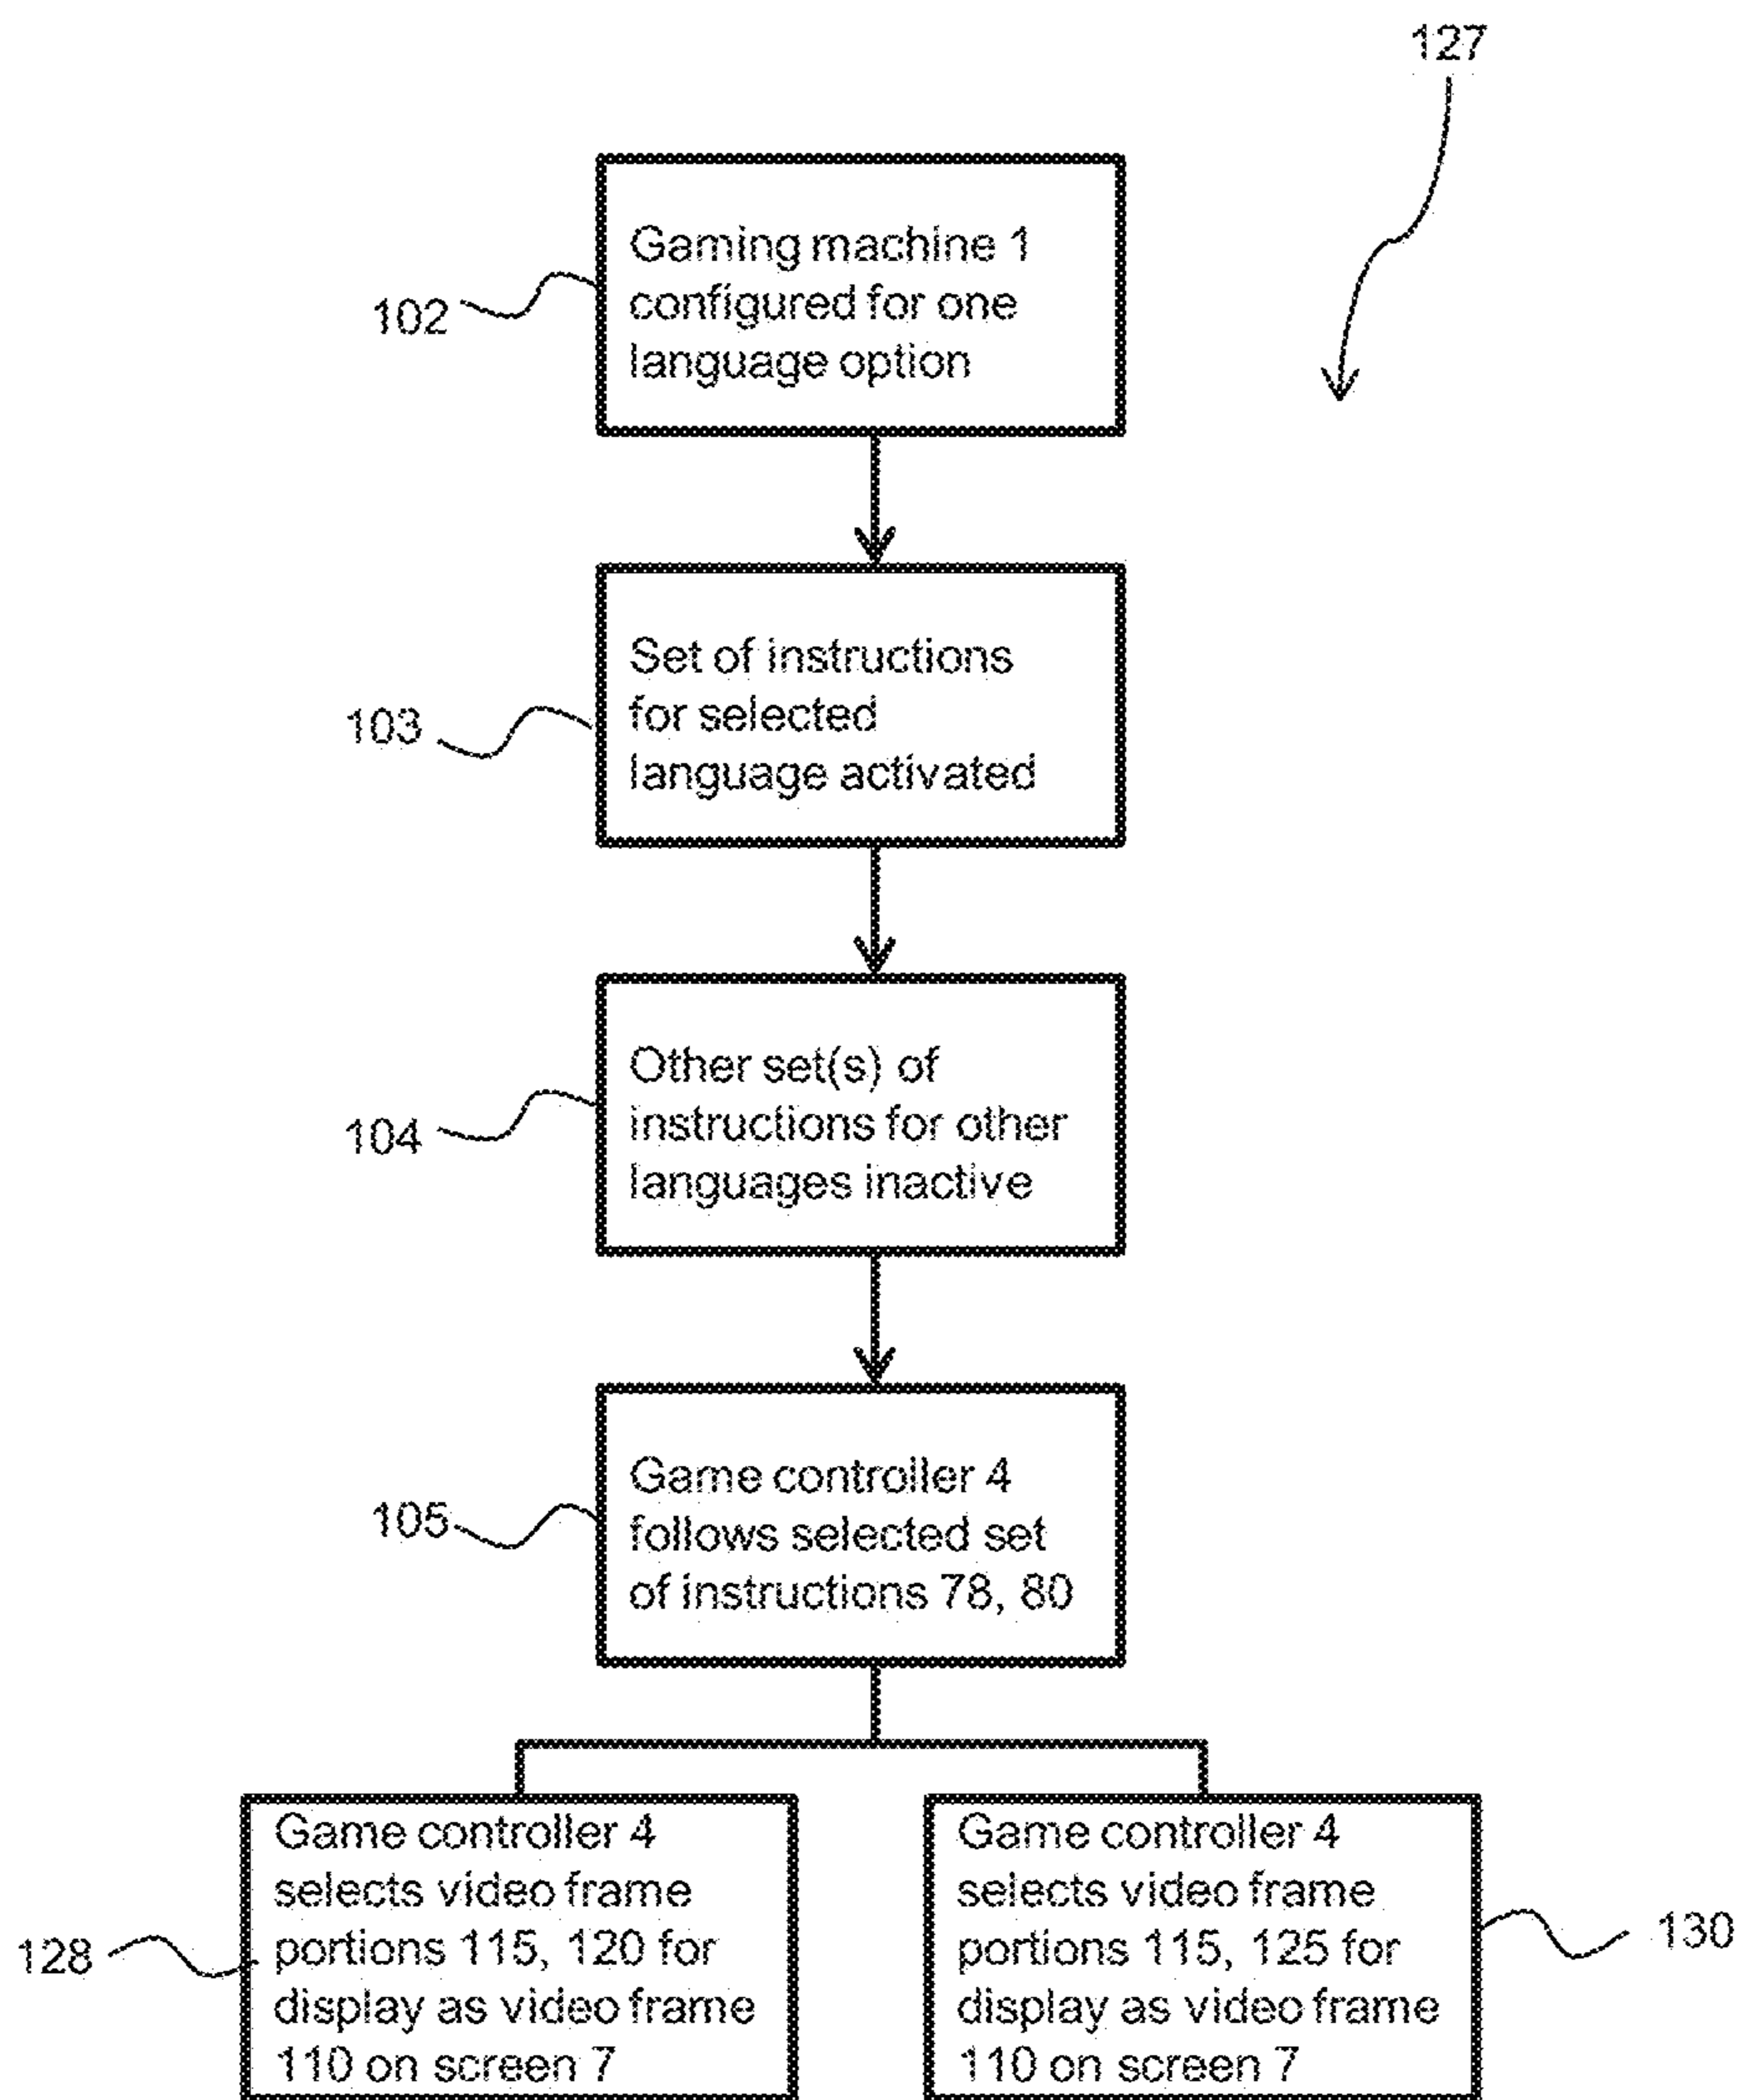 127
Gaming machine 1
configured for one
language option
102
Set of instructions
for selected
language activated
103
Other set(s) of
instructions for other
languages inactive
104
Game controller 4
follows selected set
of instructions 78, 80
105
Game controller 4
selects video frame
portions 115, 120 for
display as video frame
110 on screen 7
128
Game controller 4
selects video frame
portions 115, 125 for
display as video frame
110 on screen 7
130